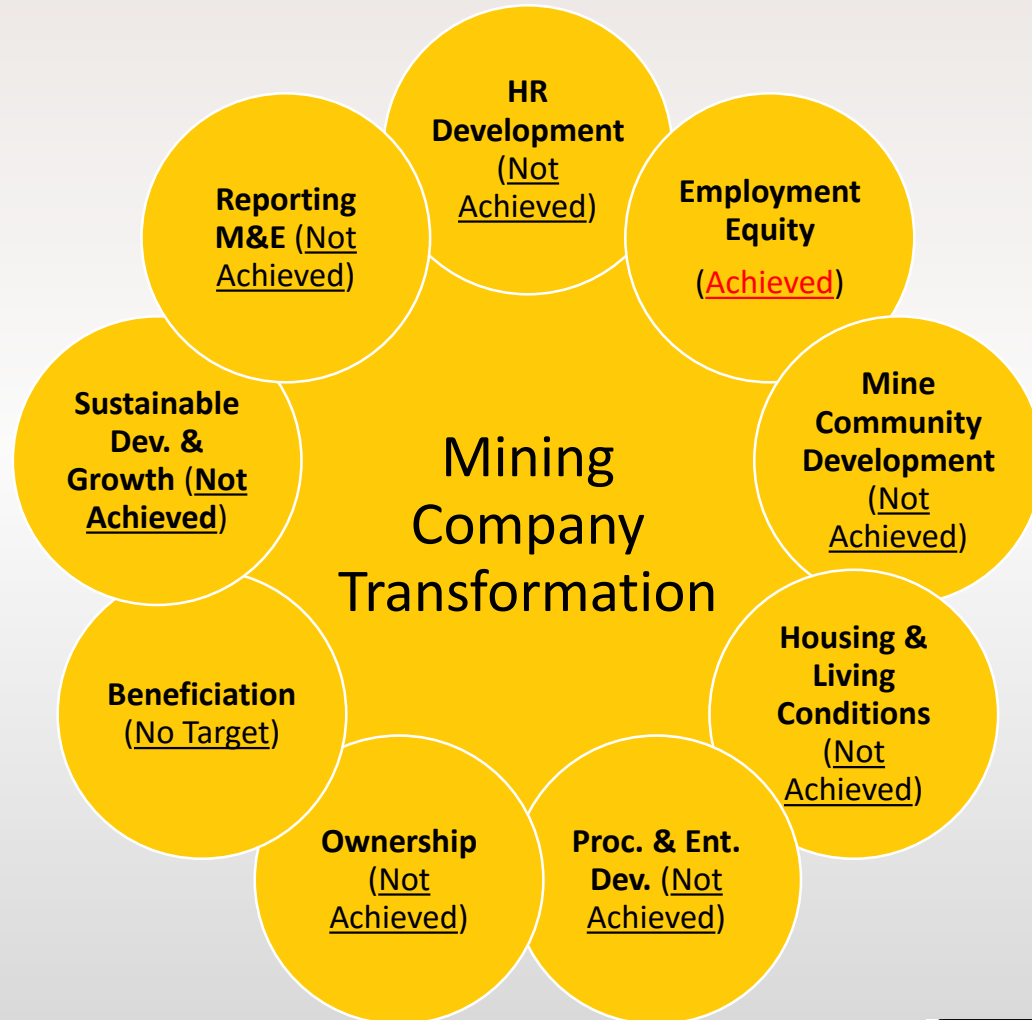 HR
Development
(Not
Achieved)
Employment
Equity
(Achieved)
Mine
Community
Development
(Not
Achieved)
Housing &
Living
Conditions
(Not
Achieved)
Proc. & Ent.
Dev. (Not
Achieved)
Ownership
(Not
Achieved)
Beneficiation
(No Target)
Sustainable
Dev. &
Growth (Not
Achieved)
Reporting
M&E (Not
Achieved)
Mining
Company
Transformation